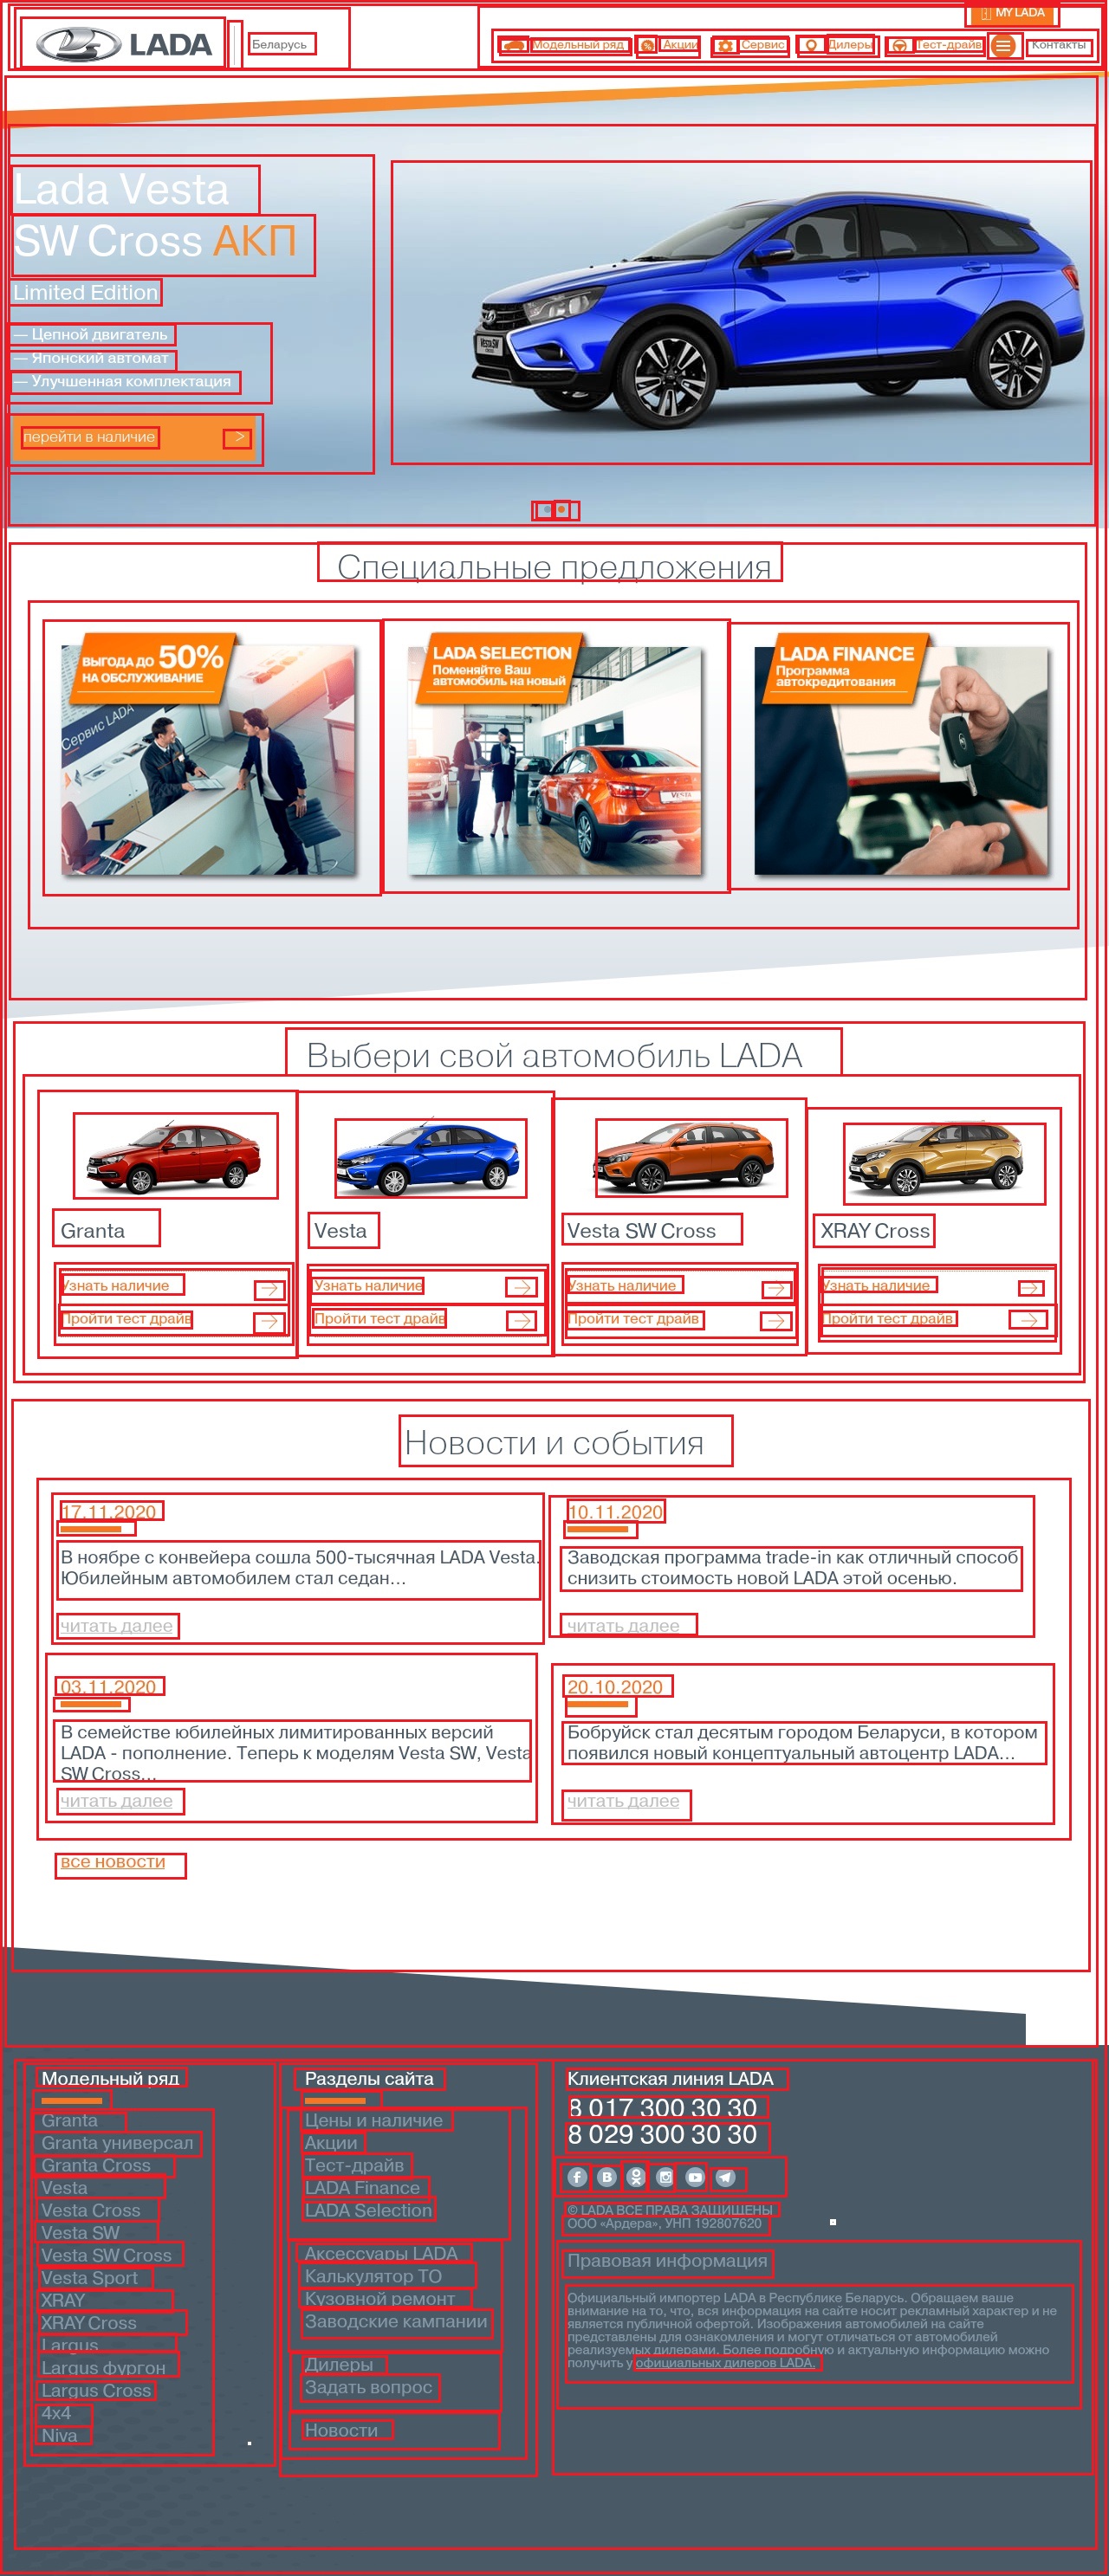 LADA
Беларусь
MY LADA
Модельный ряд
Акции
Сервис
Дилеры
Тест-драйв
Контакты
Lada Vesta
SW Cross АКП
Limited Edition
— Цепной двигатель
— Японский автомат
— Улучшенная комплектация
перейти в наличие >
VESTA SW
CROSS
Специальные предложения
ВЫГОДА ДО 50%
НА ОБСЛУЖИВАНИЕ
Сервис LADA
LADA SELECTION
Поменяйте Ваш
автомобиль на новый
VESTA
LADA FINANCE
Программа
автокредитования
Выбери свой автомобиль LADA
Granta
Узнать наличие
Пройти тест драйв
Vesta
Узнать наличие
Пройти тест драйв
Vesta SW Cross
Узнать наличие
Пройти тест драйв
XRAY Cross
Узнать наличие
Пройти тест драйв
Новости и события
17.11.2020
В ноябре с конвейера сошла 500-тысячная LADA Vesta.
Юбилейным автомобилем стал седан...
читать далее
10.11.2020
Заводская программа trade-in как отличный способ
снизить стоимость новой LADA этой осенью.
читать далее
03.11.2020
В семействе юбилейных лимитированных версий
LADA - пополнение. Теперь к моделям Vesta SW, Vesta
SW Cross...
читать далее
20.10.2020
Бобруйск стал десятым городом Беларуси, в котором
появился новый концептуальный автоцентр LADA...
читать далее
все новости
Модельный ряд
Granta
Granta универсал
Granta Cross
Vesta
Vesta Cross
Vesta SW
Vesta SW Cross
Vesta Sport
XRAY
XRAY Cross
Largus
Largus фургон
Largus Cross
4x4
Niva
Разделы сайта
Цены и наличие
Акции
Тест-драйв
LADA Finance
LADA Selection
Аксессуары LADA
Калькулятор ТО
Кузовной ремонт
Заводские кампании
Дилеры
Задать вопрос
Новости
Клиентская линия LADA
8 017 300 30 30
8 029 300 30 30
© LADA ВСЕ ПРАВА ЗАЩИЩЕНЫ
ООО «Ардера», УНП 192807620
Правовая информация
Официальный импортер LADA в Республике Беларусь. Обращаем ваше
внимание на то, что, вся информация на сайте носит рекламный характер и не
является публичной офертой. Изображения автомобилей на сайте
представлены для ознакомления и могут отличаться от автомобилей
реализуемых дилерами. Более подробную и актуальную информацию можно
получить у официальных дилеров LADA.